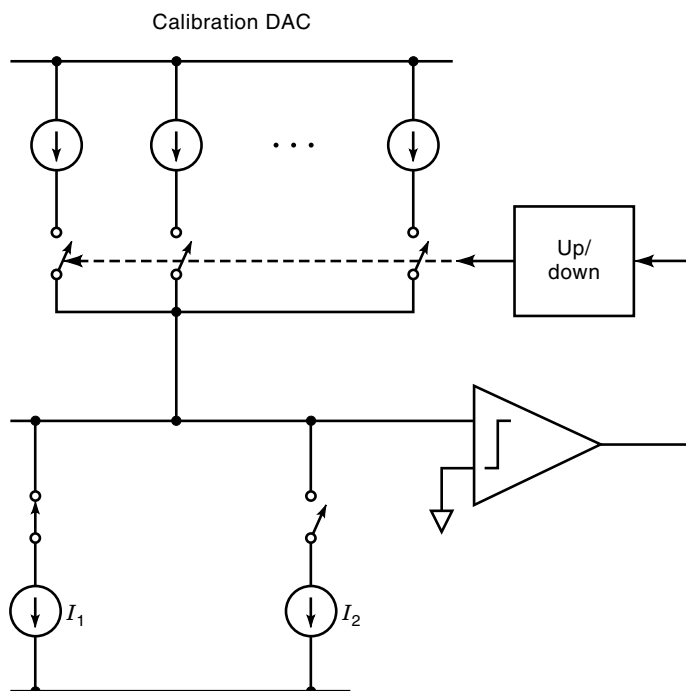 Calibration DAC
. . .
Up/
down
I1
I2